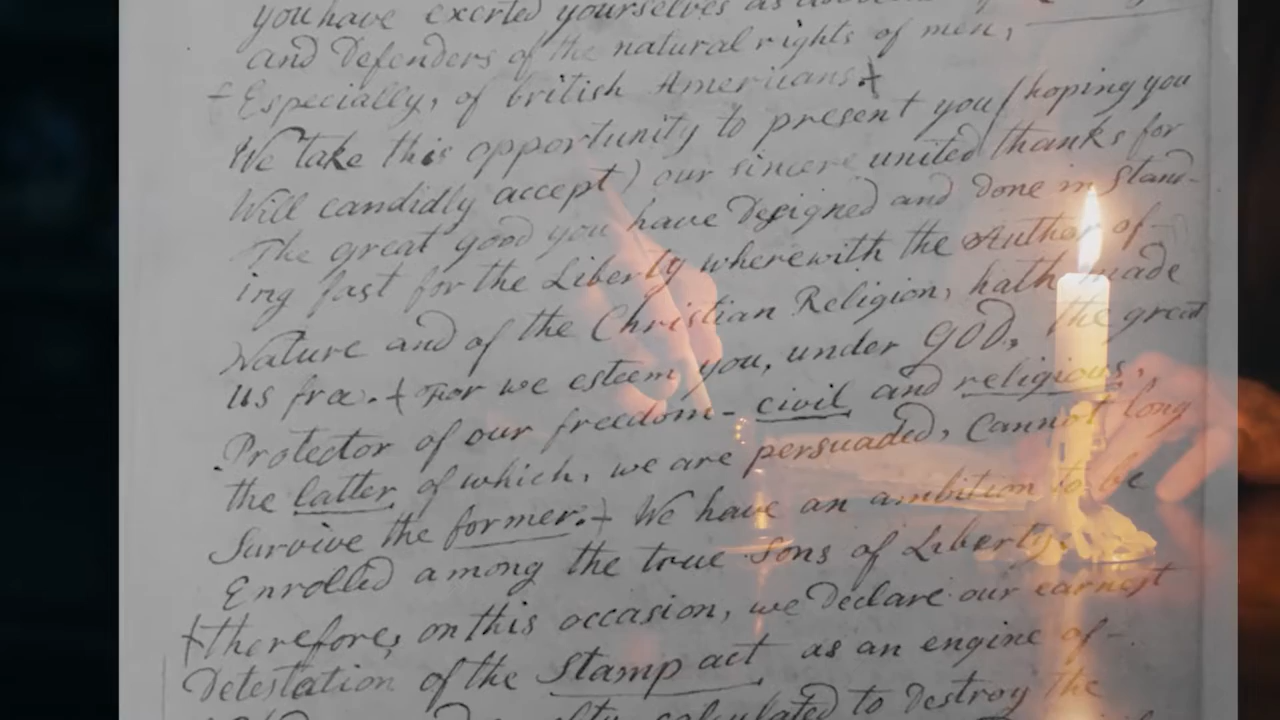 you have exerted yourselves as
and Defenders of the natural rights of men,
Especially, of british Americans.
We take this opportunity to present you (hoping you
Will candidly accept) our sincere united thanks for
The great good you have Designed and done in stand-
ing fast for the Liberty wherewith the Author of
Nature and of the Christian Religion, hath made
us fre. For we esteem you, under GOD, the great
Protector of our freedom - civil and religious,
the latter of which, we are persuaded, Cannot long
Survive the former. We have an ambition to be
Enrolled among the true Sons of Liberty,
therefore, on this occasion, we Declare our earnest
Detestation of the Stamp act as an engine of
calculated to Destroy the